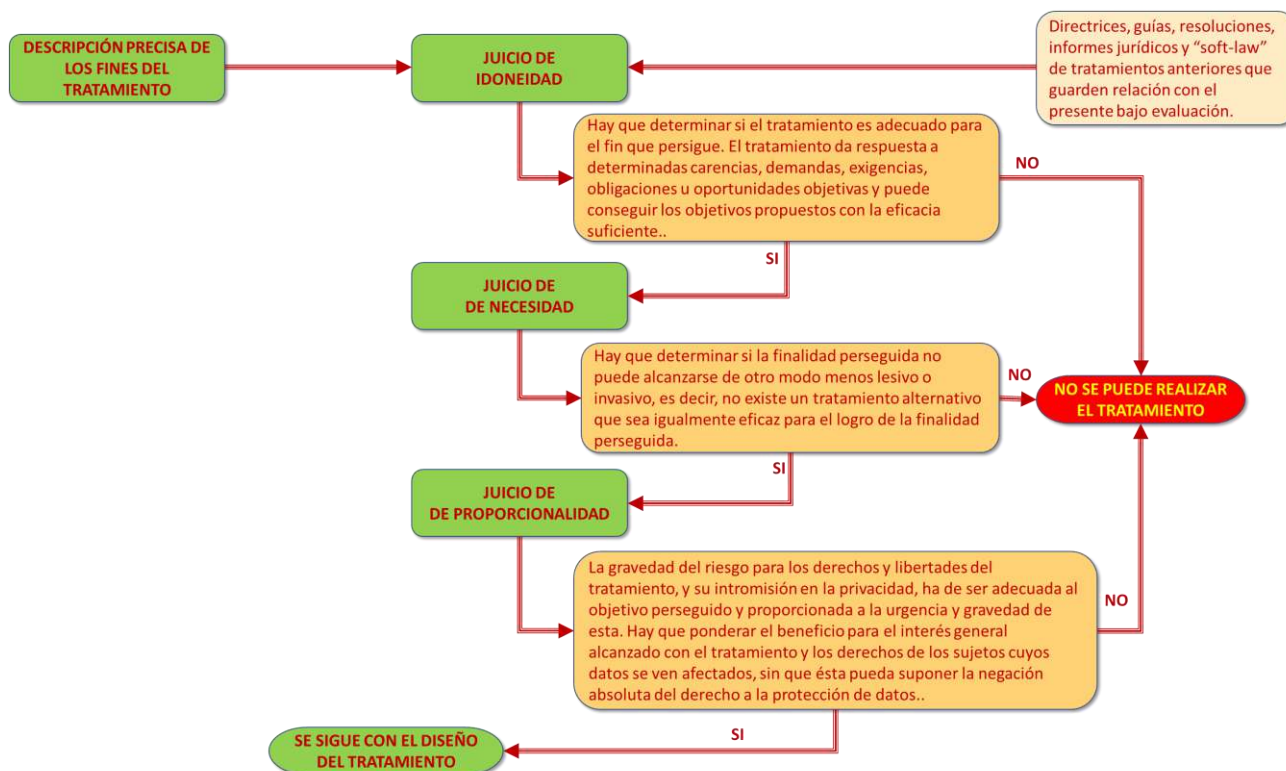 DESCRIPCIÓN PRECISA DE
LOS FINES DEL
TRATAMIENTO
JUICIO DE
IDONEIDAD
Directrices, guías, resoluciones,
informes jurídicos y “soft-law”
de tratamientos anteriores que
guarden relación con el
presente bajo evaluación.
Hay que determinar si el tratamiento es adecuado para
el fin que persigue. El tratamiento da respuesta a
determinadas carencias, demandas, exigencias,
obligaciones u oportunidades objetivas y puede
conseguir los objetivos propuestos con la eficacia
suficiente..
NO
SI
JUICIO DE
DE NECESIDAD
Hay que determinar si la finalidad perseguida no
puede alcanzarse de otro modo menos lesivo o
invasivo, es decir, no existe un tratamiento alternativo
que sea igualmente eficaz para el logro de la finalidad
perseguida.
NO
NO SE PUEDE REALIZAR
EL TRATAMIENTO
SI
JUICIO DE
DE PROPORCIONALIDAD
La gravedad del riesgo para los derechos y libertades del
tratamiento, y su intromisión en la privacidad, ha de ser adecuada al
objetivo perseguido y proporcionada a la urgencia y gravedad de
esta. Hay que ponderar el beneficio para el interés general
alcanzado con el tratamiento y los derechos de los sujetos cuyos
datos se ven afectados, sin que ésta pueda suponer la negación
absoluta del derecho a la protección de datos..
NO
SI
SE SIGUE CON EL DISEÑO
DEL TRATAMIENTO